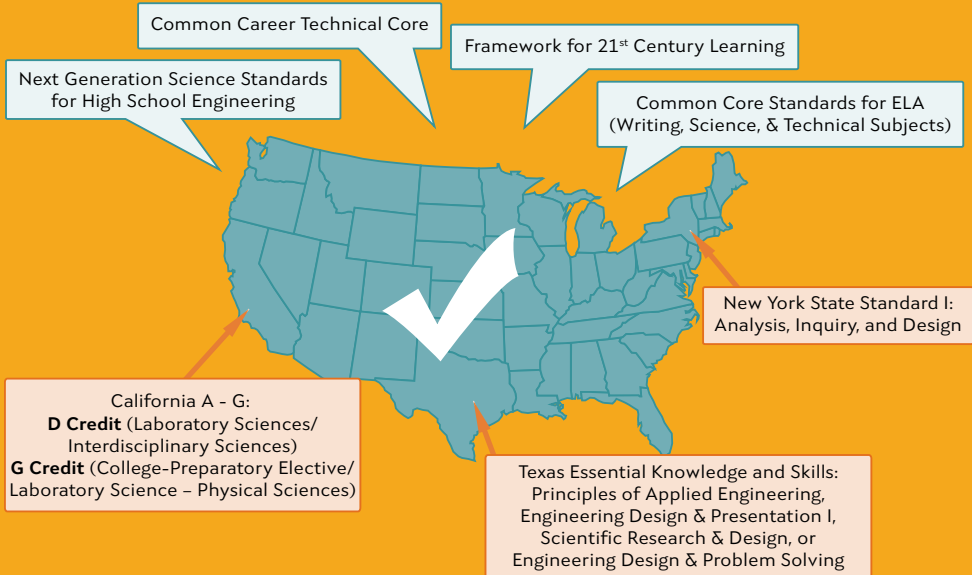 Common Career Technical Core
Framework for 21st Century Learning
Next Generation Science Standards
for High School Engineering
Common Core Standards for ELA
(Writing, Science, & Technical Subjects)
New York State Standard I:
Analysis, Inquiry, and Design
California A - G:
D Credit (Laboratory Sciences/
Interdisciplinary Sciences)
G Credit (College-Preparatory Elective/
Laboratory Science – Physical Sciences)
Texas Essential Knowledge and Skills:
Principles of Applied Engineering,
Engineering Design & Presentation I,
Scientific Research & Design, or
Engineering Design & Problem Solving